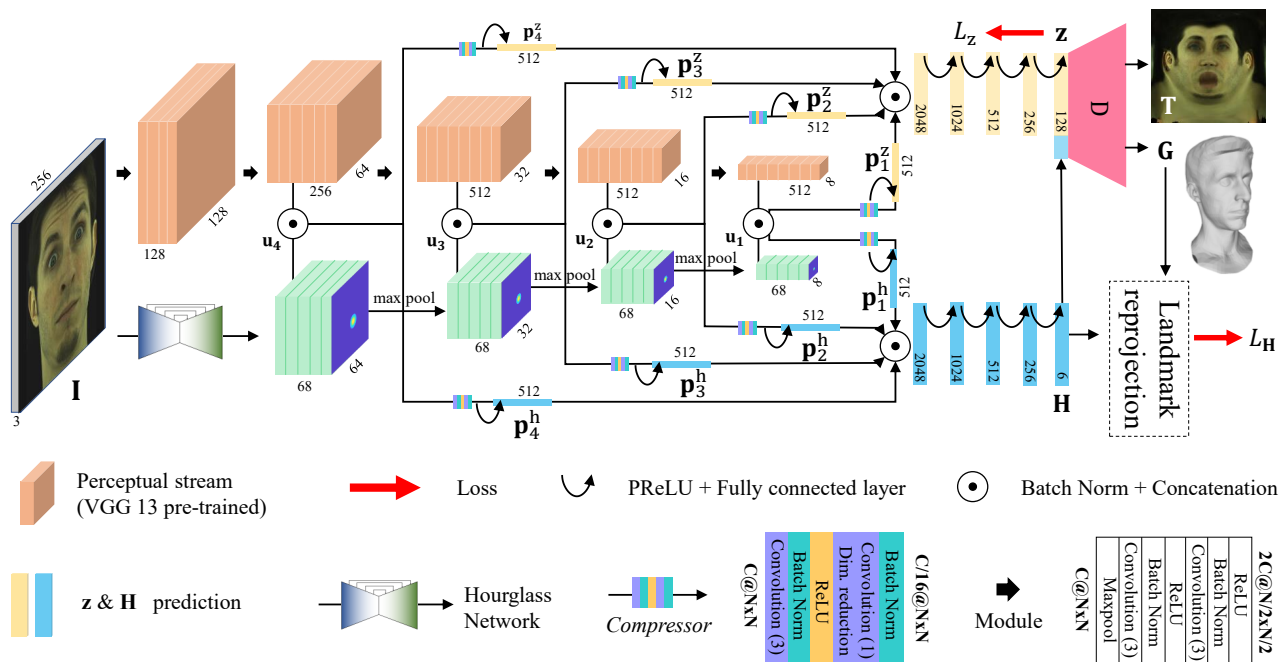 256
128
128
I
3
256
64
u₄
68
64
max pool
512
32
u₃
68
32
max pool
512
16
u₂
68
16
max pool
512
8
u₁
68
8
p₄ᶻ
512
p₃ᶻ
512
p₂ᶻ
512
p₁ᶻ
512
p₁ʰ
512
512
p₂ʰ
512
p₃ʰ
512
p₄ʰ
2048
1024
512
256
128
L_z
z
D
T
G
2048
1024
512
256
6
H
Landmark
reprojection
L_H
Perceptual stream
(VGG 13 pre-trained)
Loss
PReLU + Fully connected layer
Batch Norm + Concatenation
z & H prediction
Hourglass
Network
Compressor
C@NxN
Convolution (3)
Batch Norm
ReLU
Dim. reduction
Convolution (1)
Batch Norm
C/16@NxN
Module
C@NxN
Maxpool
Convolution (3)
Batch Norm
ReLU
Convolution (3)
Batch Norm
ReLU
2C@N/2xN/2